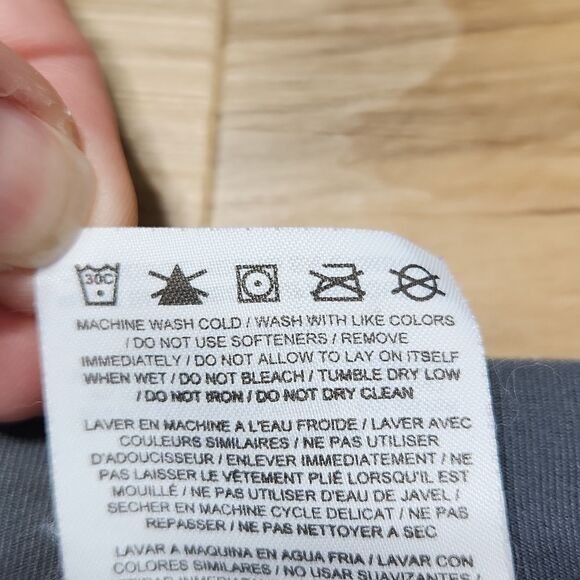 30C
MACHINE WASH COLD / WASH WITH LIKE COLORS
/ DO NOT USE SOFTENERS / REMOVE
IMMEDIATELY / DO NOT ALLOW TO LAY ON ITSELF
WHEN WET / DO NOT BLEACH / TUMBLE DRY LOW
/ DO NOT IRON / DO NOT DRY CLEAN
LAVER EN MACHINE A L'EAU FROIDE / LAVER AVEC
COULEURS SIMILAIRES / NE PAS UTILISER
D'ADOUCISSEUR / ENLEVER IMMEDIATEMENT / NE
PAS LAISSER LE VÊTEMENT PLIÉ LORSQU'IL EST
MOUILLÉ / NE PAS UTILISER D'EAU DE JAVEL /
SECHER EN MACHINE CYCLE DELICAT / NE PAS
REPASSER / NE PAS NETTOYER A SEC
LAVAR A MAQUINA EN AGUA FRIA / LAVAR CON
COLORES SIMILARES / NO USAR SUAVIZANTES /